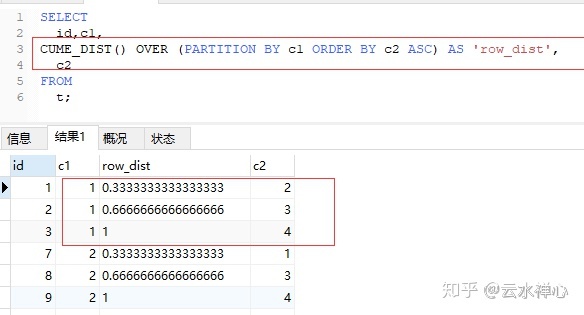 1 SELECT
2 id,c1,
3 CUME_DIST() OVER (PARTITION BY c1 ORDER BY c2 ASC) AS 'row_dist',
4 c2
5 FROM
6 t;
信息 结果1 概况 状态
id c1 row_dist c2
1 1 0.3333333333333333 2
2 1 0.6666666666666666 3
3 1 1 4
7 2 0.3333333333333333 1
8 2 0.6666666666666666 3
9 2 1 4
知乎 @云水禅心